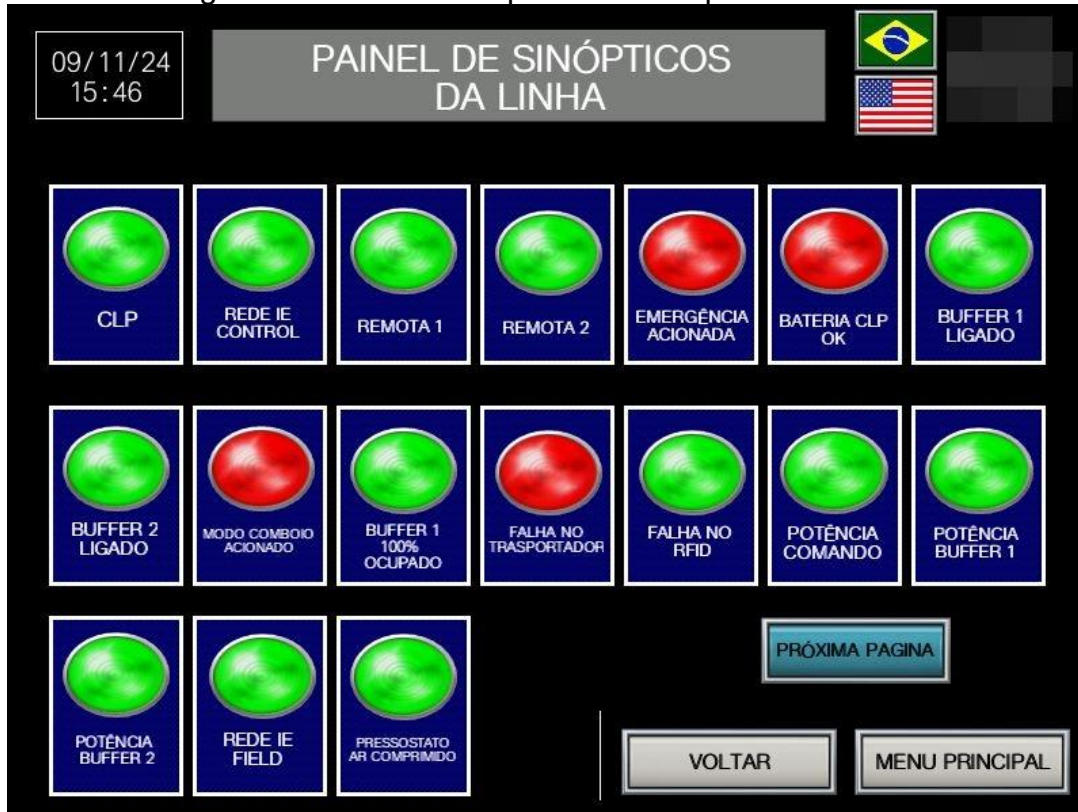 09/11/24
15:46
PAINEL DE SINÓPTICOS
DA LINHA
CLP
REDE IE
CONTROL
REMOTA 1
REMOTA 2
EMERGÊNCIA
ACIONADA
BATERIA CLP
OK
BUFFER 1
LIGADO
BUFFER 2
LIGADO
MODO COMBOIO
ACIONADO
BUFFER 1
100%
OCUPADO
FALHA NO
TRASPORTADOR
FALHA NO
RFID
POTÊNCIA
COMANDO
POTÊNCIA
BUFFER 1
POTÊNCIA
BUFFER 2
REDE IE
FIELD
PRESSOSTATO
AR COMPRIMIDO
PRÓXIMA PAGINA
VOLTAR
MENU PRINCIPAL